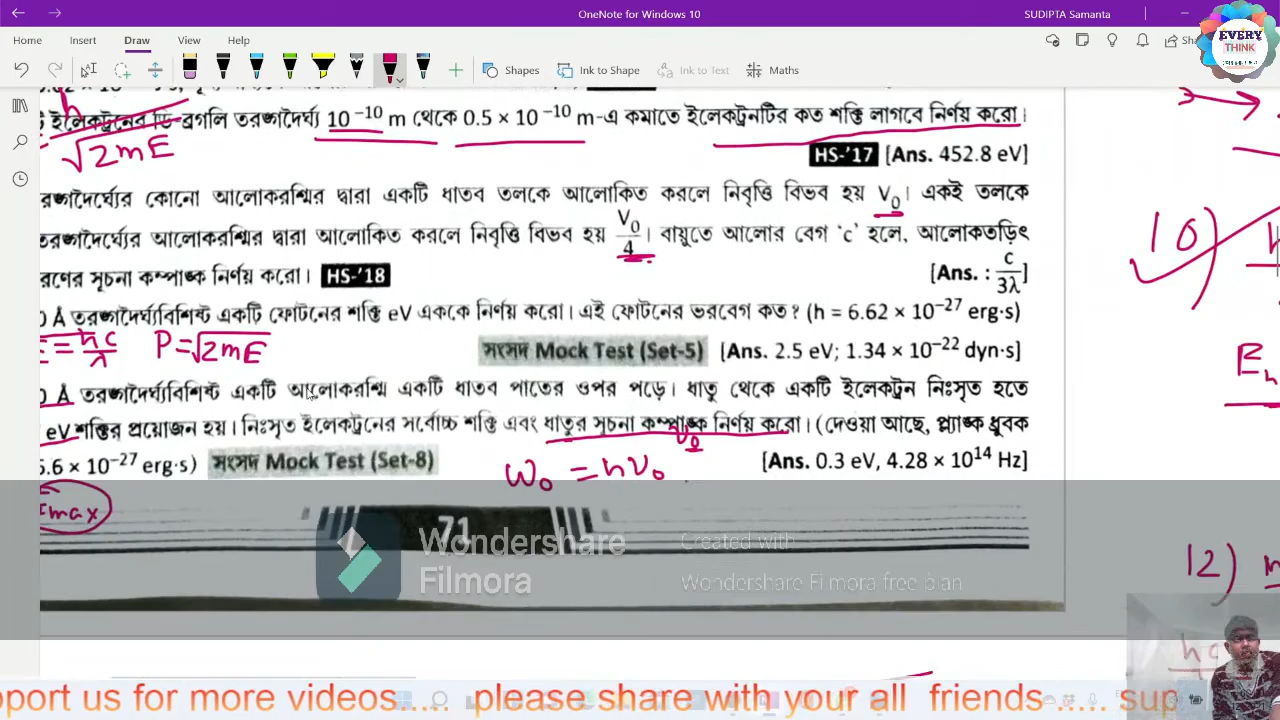 OneNote for Windows 10
SUDIPTA Samanta
Home Insert Draw View Help
EVERY
THINK
Shapes Ink to Shape Ink to Text Maths
ইলেকট্রনের ডি-ব্রগলি তরঙ্গদৈর্ঘ্য 10⁻¹⁰ m থেকে 0.5 × 10⁻¹⁰ m-এ কমাতে ইলেকট্রনটির কত শক্তি লাগবে নির্ণয় করো।
√2mE
HS-'17 [Ans. 452.8 eV]
তরঙ্গদৈর্ঘ্যের কোনো আলোকরশ্মির দ্বারা একটি ধাতব তলকে আলোকিত করলে নিবৃত্তি বিভব হয় V₀। একই তলকে
তরঙ্গদৈর্ঘ্যের আলোকরশ্মির দ্বারা আলোকিত করলে নিবৃত্তি বিভব হয় V₀/4। বায়ুতে আলোর বেগ 'c' হলে, আলোকতড়িৎ
10)
রণের সূচনা কম্পাঙ্ক নির্ণয় করো। HS-'18 [Ans. : c/3λ]
Å তরঙ্গদৈর্ঘ্যবিশিষ্ট একটি ফোটনের শক্তি eV এককে নির্ণয় করো। এই ফোটনের ভরবেগ কত? (h = 6.62 × 10⁻²⁷ erg·s)
= hc/λ P = √2mE
সংসদ Mock Test (Set-5) [Ans. 2.5 eV; 1.34 × 10⁻²² dyn·s]
Å তরঙ্গদৈর্ঘ্যবিশিষ্ট একটি আলোকরশ্মি একটি ধাতব পাতের ওপর পড়ে। ধাতু থেকে একটি ইলেকট্রন নিঃসৃত হতে
eV শক্তির প্রয়োজন হয়। নিঃসৃত ইলেকট্রনের সর্বোচ্চ শক্তি এবং ধাতুর সূচনা কম্পাঙ্ক নির্ণয় করো। (দেওয়া আছে, প্ল্যাঙ্ক ধ্রুবক
ν₀
5.6 × 10⁻²⁷ erg·s) সংসদ Mock Test (Set-8) [Ans. 0.3 eV, 4.28 × 10¹⁴ Hz]
W₀ = hν₀
Emax
71
Wondershare
Filmora
Created with
Wondershare Filmora free plan
12)
hc
pport us for more videos..... please share with your all friends ..... sup